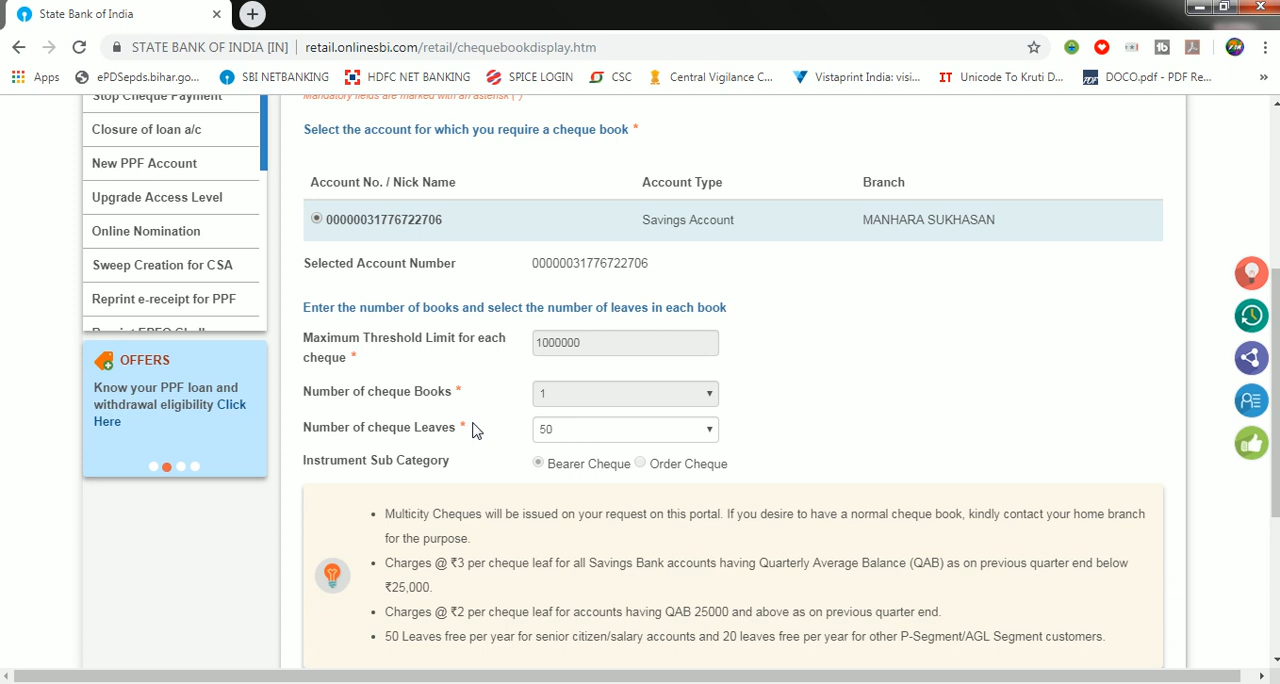 State Bank of India
STATE BANK OF INDIA [IN] retail.onlinesbi.com/retail/chequebookdisplay.htm
Apps ePDSepds.bihar.go... SBI NETBANKING HDFC NET BANKING SPICE LOGIN CSC Central Vigilance C... Vistaprint India: visi... IT Unicode To Kruti D... DOCO.pdf - PDF Re... »
Stop Cheque Payment
Closure of loan a/c
New PPF Account
Upgrade Access Level
Online Nomination
Sweep Creation for CSA
Reprint e-receipt for PPF
OFFERS
Know your PPF loan and
withdrawal eligibility Click
Here
Mandatory fields are marked with an asterisk (*)
Select the account for which you require a cheque book *
Account No. / Nick Name Account Type Branch
00000031776722706 Savings Account MANHARA SUKHASAN
Selected Account Number 00000031776722706
Enter the number of books and select the number of leaves in each book
Maximum Threshold Limit for each
cheque * 1000000
Number of cheque Books * 1
Number of cheque Leaves * 50
Instrument Sub Category Bearer Cheque Order Cheque
• Multicity Cheques will be issued on your request on this portal. If you desire to have a normal cheque book, kindly contact your home branch
for the purpose.
• Charges @ ₹3 per cheque leaf for all Savings Bank accounts having Quarterly Average Balance (QAB) as on previous quarter end below
₹25,000.
• Charges @ ₹2 per cheque leaf for accounts having QAB 25000 and above as on previous quarter end.
• 50 Leaves free per year for senior citizen/salary accounts and 20 leaves free per year for other P-Segment/AGL Segment customers.